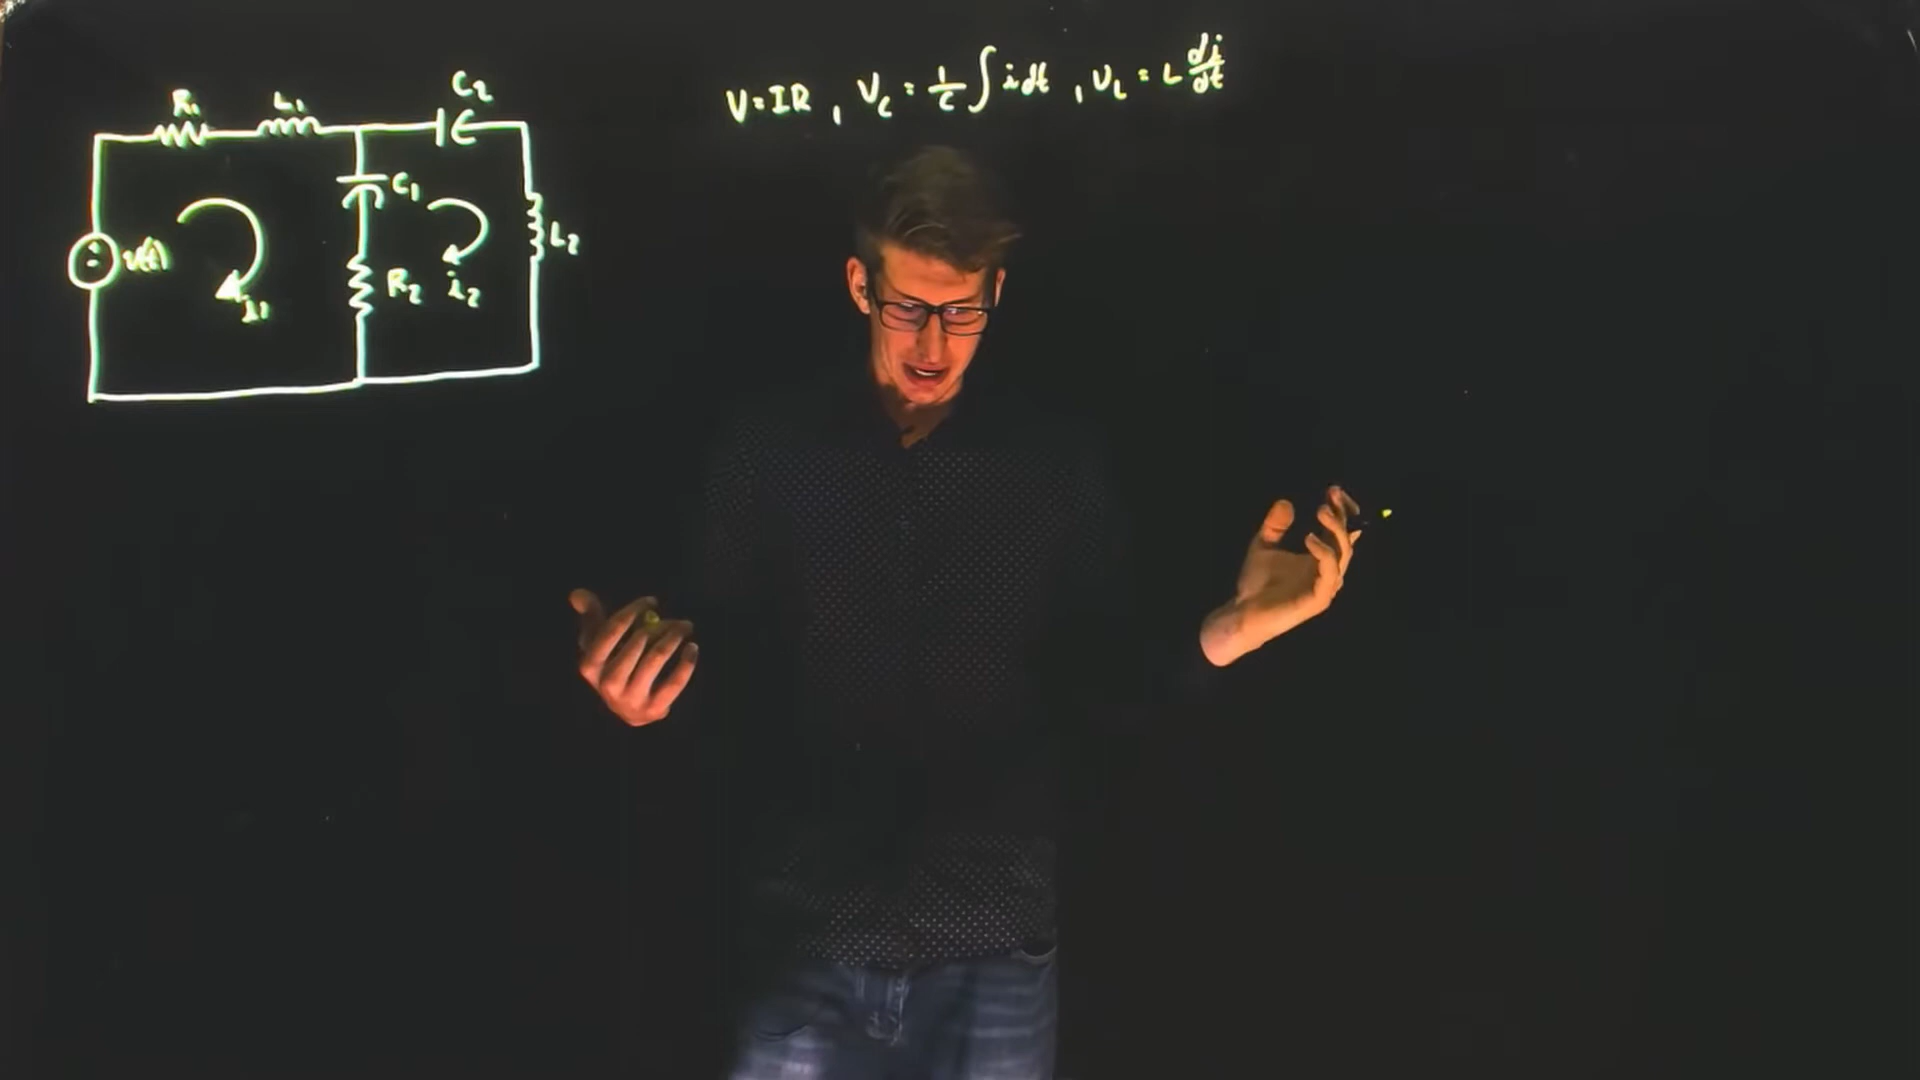 V=IR , V_C = 1/C ∫ i dt , V_L = L di/dt
R₁
L₁
C₂
C₁
L₂
v(t)
R₂
i₂
i₁